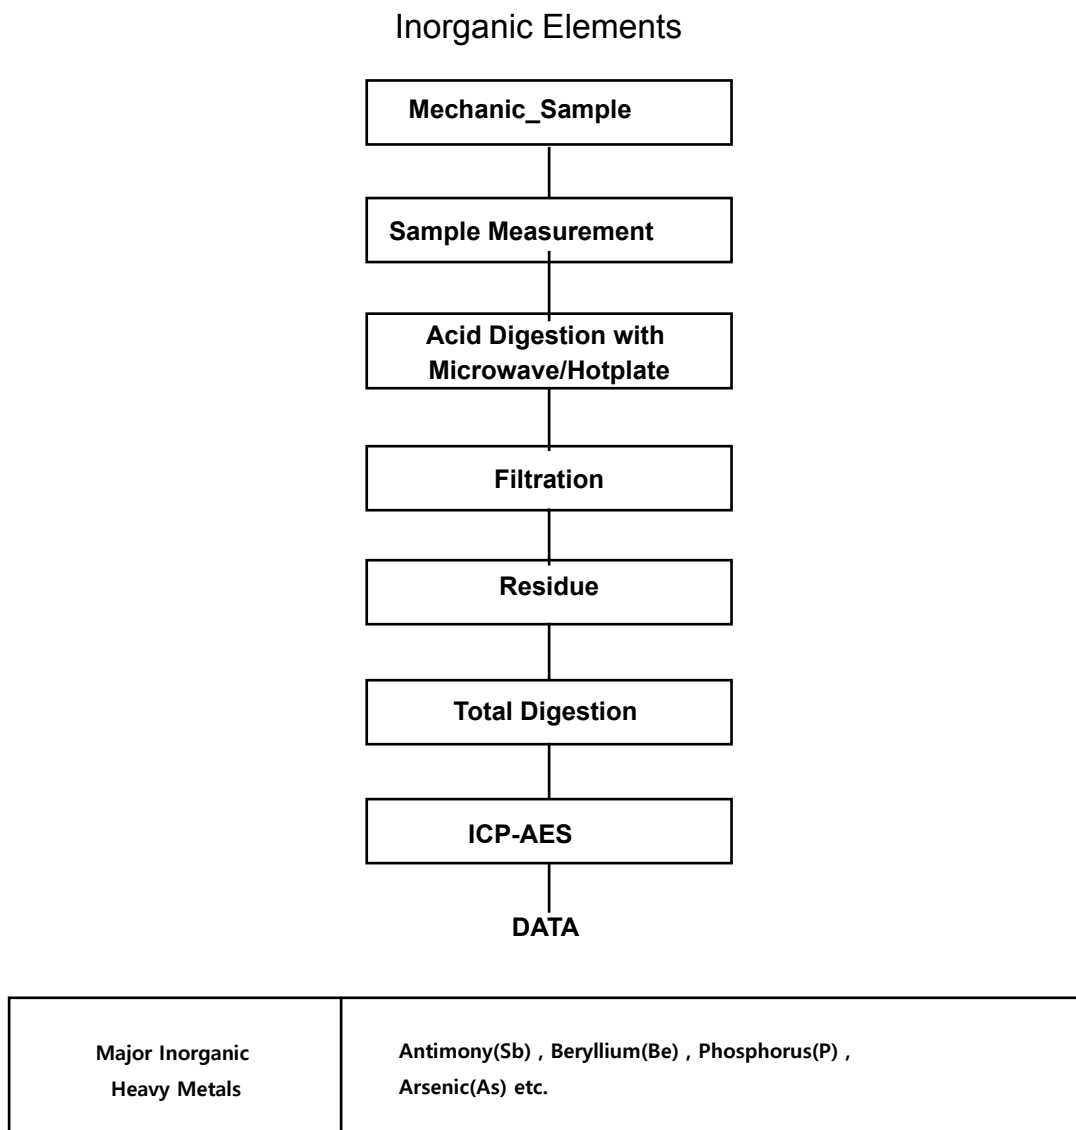 Inorganic Elements
Mechanic_Sample
Sample Measurement
Acid Digestion with
Microwave/Hotplate
Filtration
Residue
Total Digestion
ICP-AES
DATA
Major Inorganic
Heavy Metals
Antimony(Sb) , Beryllium(Be) , Phosphorus(P) ,
Arsenic(As) etc.